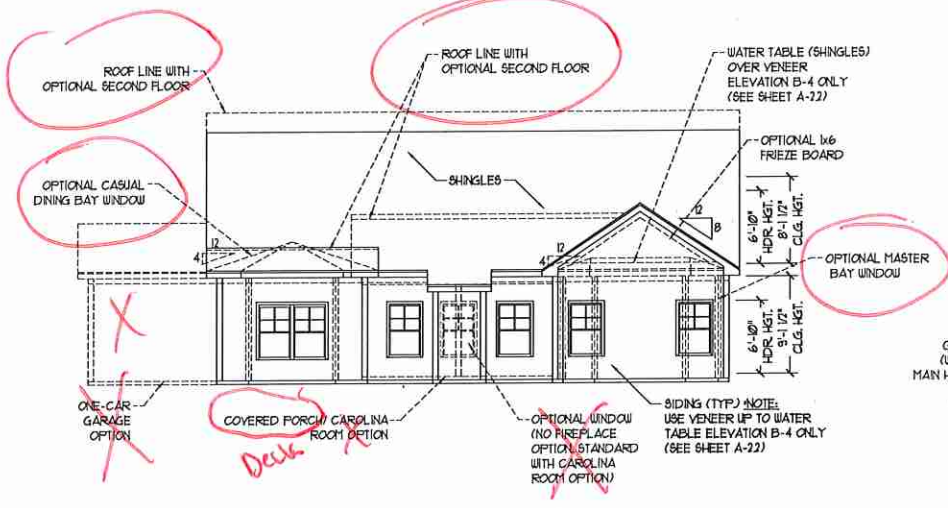 ROOF LINE WITH
OPTIONAL SECOND FLOOR
ROOF LINE WITH
OPTIONAL SECOND FLOOR
WATER TABLE (SHINGLES)
OVER VENEER
ELEVATION B-4 ONLY
(SEE SHEET A-2.2)
OPTIONAL 1x6
FRIEZE BOARD
SHINGLES
OPTIONAL CASUAL
DINING BAY WINDOW
12
4
12
4
12
8
6'-10"
HDR. HGT.
8'-1 1/2"
CLG. HGT.
OPTIONAL MASTER
BAY WINDOW
6'-10"
HDR. HGT.
9'-1 1/2"
CLG. HGT.
MAIN H
X
ONE-CAR
GARAGE
OPTION
COVERED PORCH/ CAROLINA
ROOM OPTION
Deck
OPTIONAL WINDOW
(NO FIREPLACE
OPTION, STANDARD
WITH CAROLINA
ROOM OPTION)
SIDING (TYP.) NOTE:
USE VENEER UP TO WATER
TABLE ELEVATION B-4 ONLY
(SEE SHEET A-2.2)